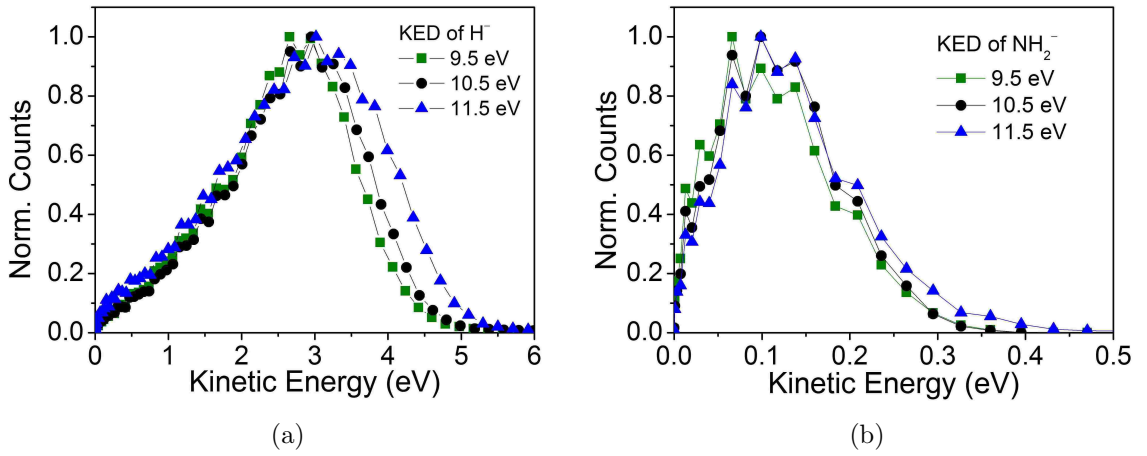 KED of H⁻
9.5 eV
10.5 eV
11.5 eV
Norm. Counts
1.0
0.8
0.6
0.4
0.2
0.0
0 1 2 3 4 5 6
Kinetic Energy (eV)
(a)
KED of NH₂⁻
9.5 eV
10.5 eV
11.5 eV
Norm. Counts
1.0
0.8
0.6
0.4
0.2
0.0
0.0 0.1 0.2 0.3 0.4 0.5
Kinetic Energy (eV)
(b)